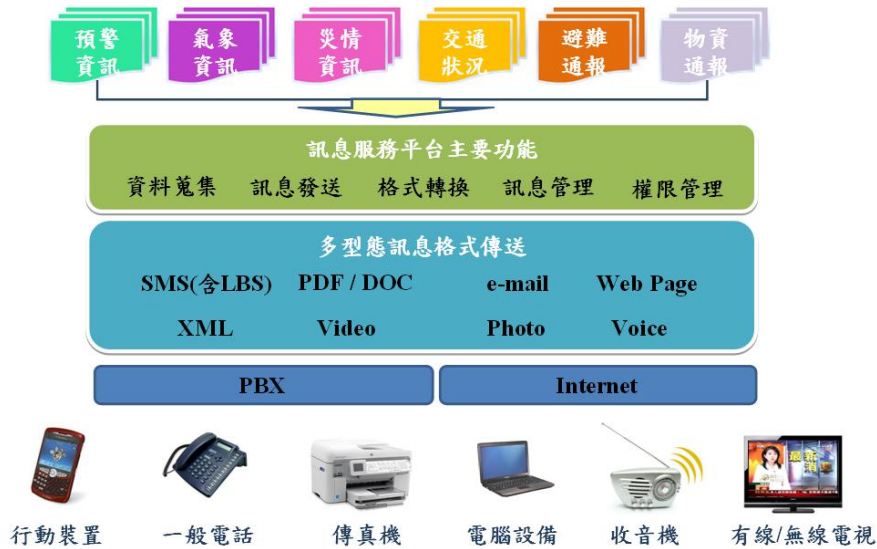 預警 氣象 災情 交通 避難 物資
資訊 資訊 資訊 狀況 通報 通報
訊息服務平台主要功能
資料蒐集 訊息發送 格式轉換 訊息管理 權限管理
多型態訊息格式傳送
SMS(含LBS) PDF / DOC e-mail Web Page
XML Video Photo Voice
PBX Internet
最新
消息
行動裝置 一般電話 傳真機 電腦設備 收音機 有線/無線電視